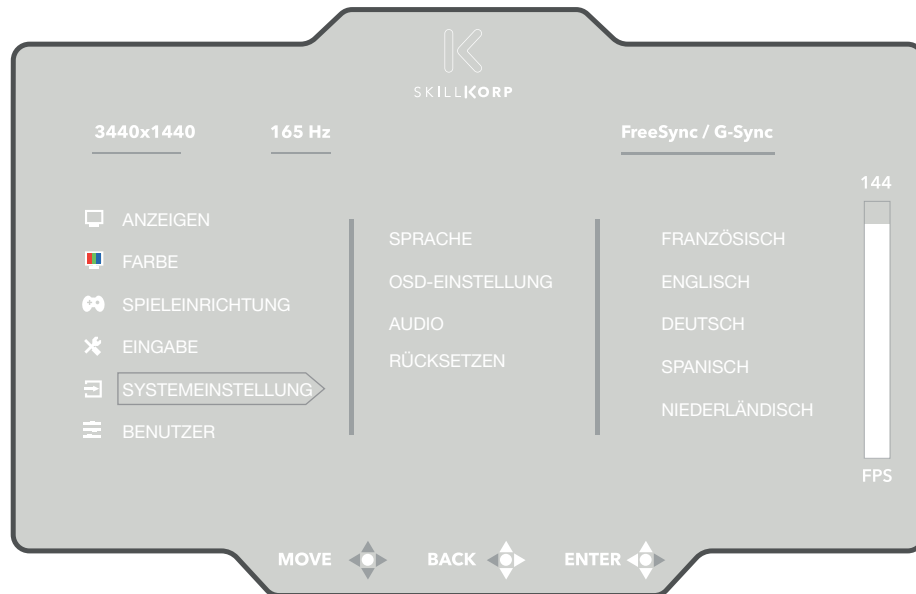 SKILLKORP
3440x1440 165 Hz FreeSync / G-Sync
144
ANZEIGEN
FARBE
SPIELEINRICHTUNG
EINGABE
SYSTEMEINSTELLUNG
BENUTZER
SPRACHE
OSD-EINSTELLUNG
AUDIO
RÜCKSETZEN
FRANZÖSISCH
ENGLISCH
DEUTSCH
SPANISCH
NIEDERLÄNDISCH
FPS
MOVE BACK ENTER